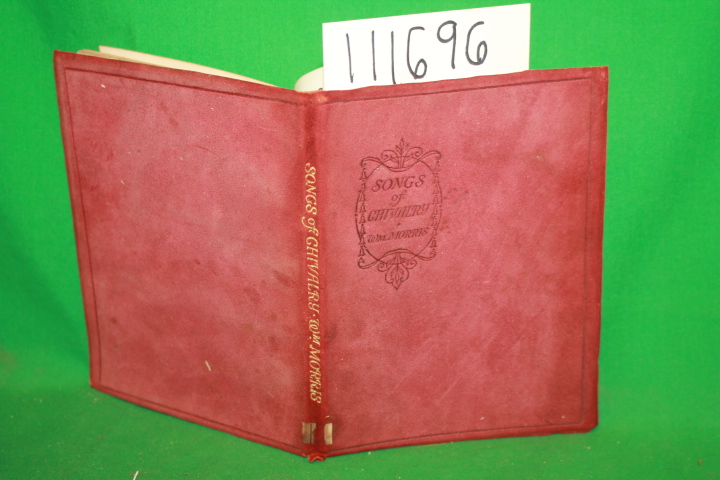 111696
SONGS
of
CHIVALRY
Wm. MORRIS
SONGS of CHIVALRY · Wm. MORRIS